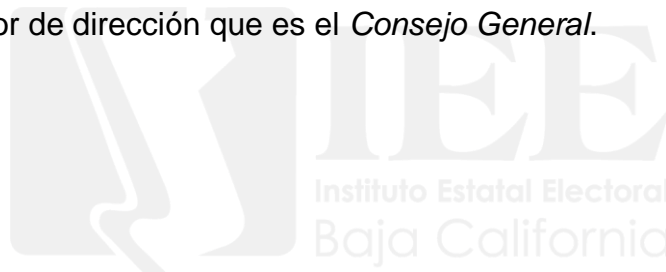 or de dirección que es el Consejo General.
IEE
Instituto Estatal Electoral
Baja California